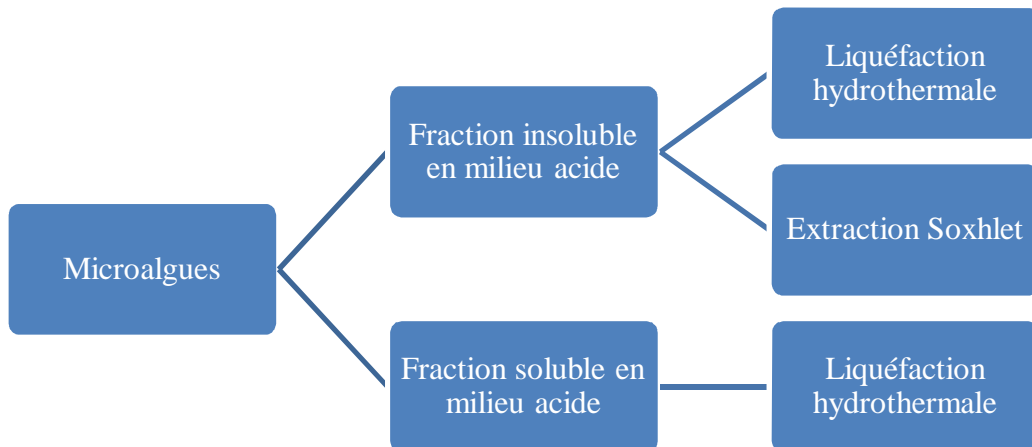 Microalgues
Fraction insoluble
en milieu acide
Liquéfaction
hydrothermale
Extraction Soxhlet
Fraction soluble en
milieu acide
Liquéfaction
hydrothermale